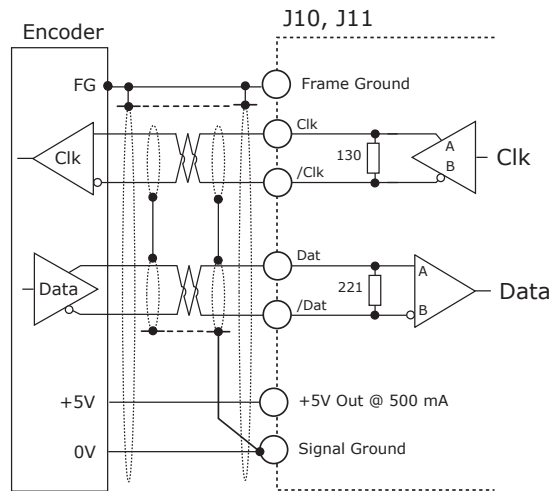 J10, J11
Encoder
FG
Frame Ground
Clk
Clk
130
A
B
Clk
/Clk
Dat
Data
221
A
B
Data
/Dat
+5V
+5V Out @ 500 mA
0V
Signal Ground